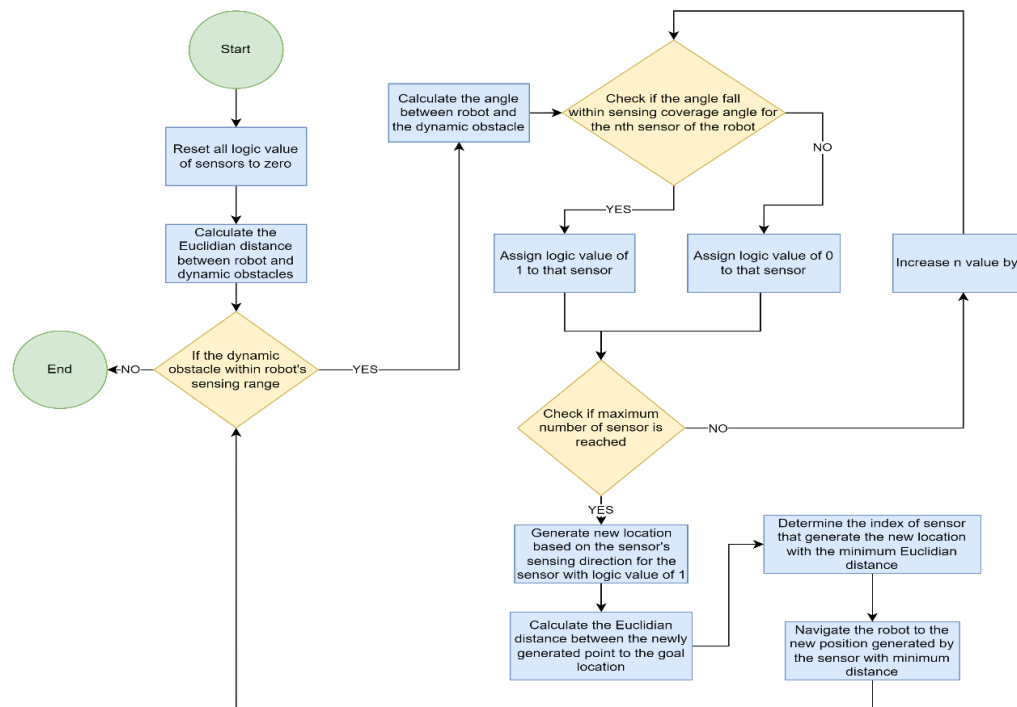 Start
Reset all logic value
of sensors to zero
Calculate the
Euclidian distance
between robot and
dynamic obstacles
If the dynamic
obstacle within robot's
sensing range
NO
End
YES
Calculate the angle
between robot and
the dynamic obstacle
Check if the angle fall
within sensing coverage angle for
the nth sensor of the robot
YES
NO
Assign logic value of
1 to that sensor
Assign logic value of 0
to that sensor
Increase n value by
Check if maximum
number of sensor is
reached
NO
YES
Generate new location
based on the sensor's
sensing direction for the
sensor with logic value of 1
Calculate the Euclidian
distance between the newly
generated point to the goal
location
Determine the index of sensor
that generate the new location
with the minimum Euclidian
distance
Navigate the robot to the
new position generated by
the sensor with minimum
distance